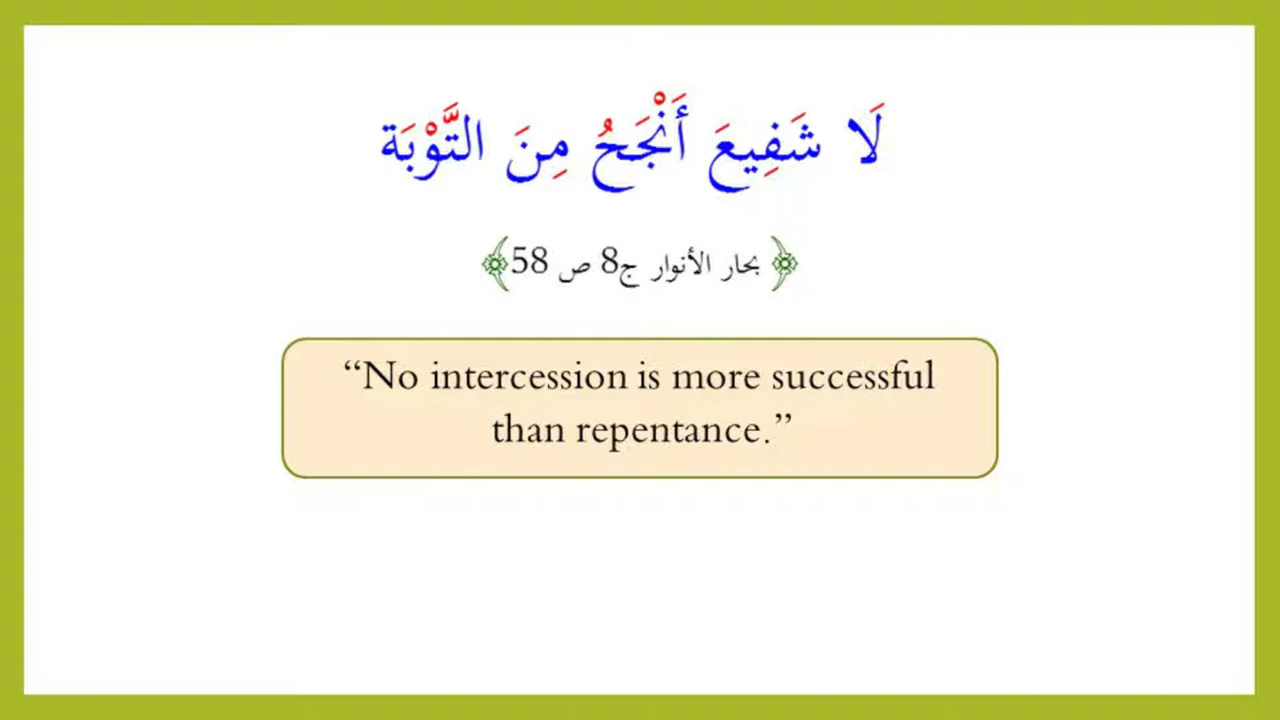 لَا شَفِيعَ أَنْجَحُ مِنَ التَّوْبَة
﴿بحار الأنوار ج8 ص 58﴾
“No intercession is more successful
than repentance.”